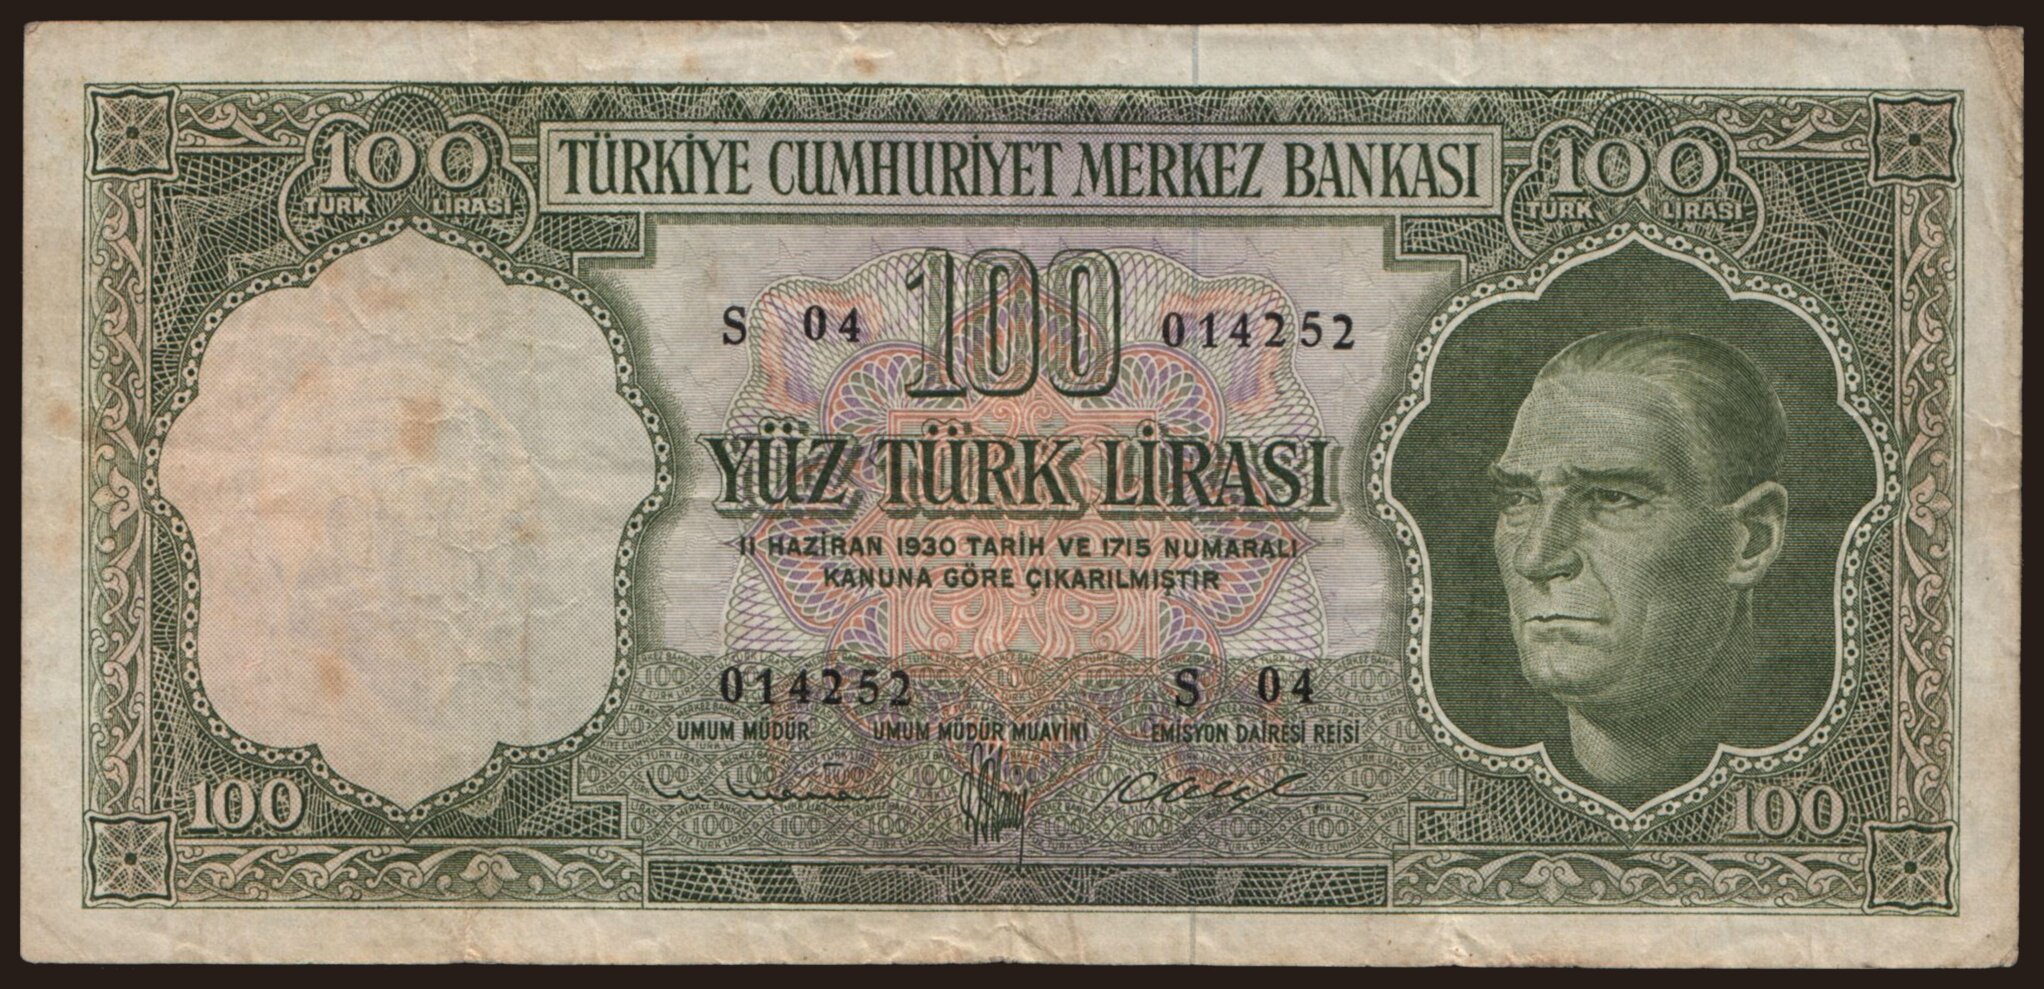 100 TÜRKİYE CUMHURİYET MERKEZ BANKASI 100
TÜRK LİRASI TÜRK LİRASI
100
S 04 014252
YÜZ TÜRK LİRASI
11 HAZİRAN 1930 TARİH VE 1715 NUMARALI
KANUNA GÖRE ÇIKARILMIŞTIR
014252 S 04
UMUM MÜDÜR UMUM MÜDÜR MUAVİNİ EMİSYON DAİRESİ REİSİ
100 100